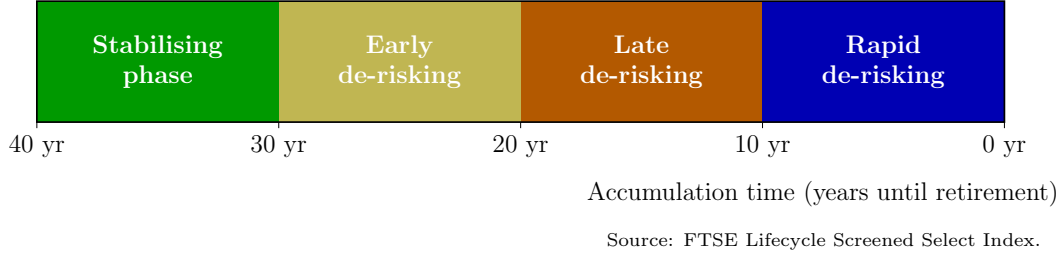 Stabilising
phase
Early
de-risking
Late
de-risking
Rapid
de-risking
40 yr
30 yr
20 yr
10 yr
0 yr
Accumulation time (years until retirement)
Source: FTSE Lifecycle Screened Select Index.